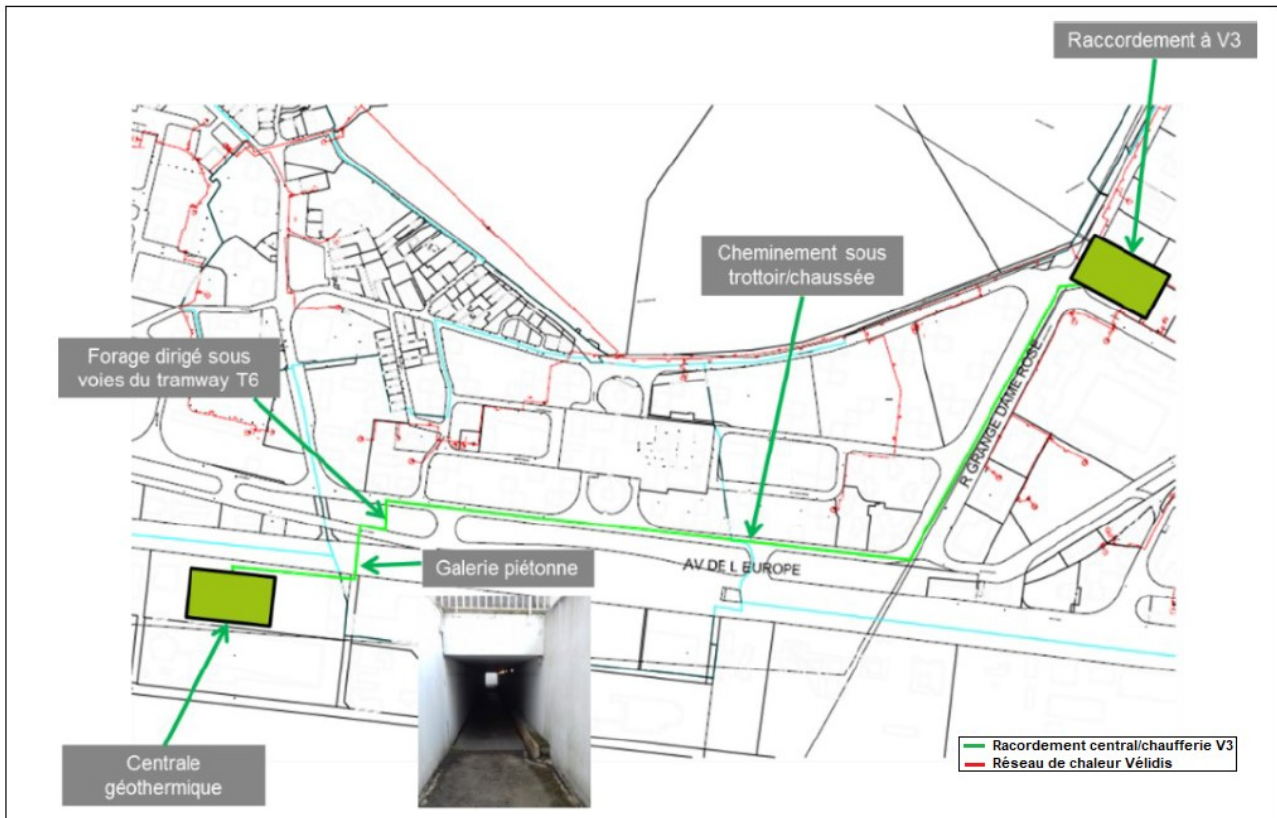 Raccordement à V3
Cheminement sous
trottoir/chaussée
Forage dirigé sous
voies du tramway T6
R GRANGE DAME ROSE
AV DE L EUROPE
Galerie piétonne
Centrale
géothermique
Racordement central/chaufferie V3
Réseau de chaleur Vélidis